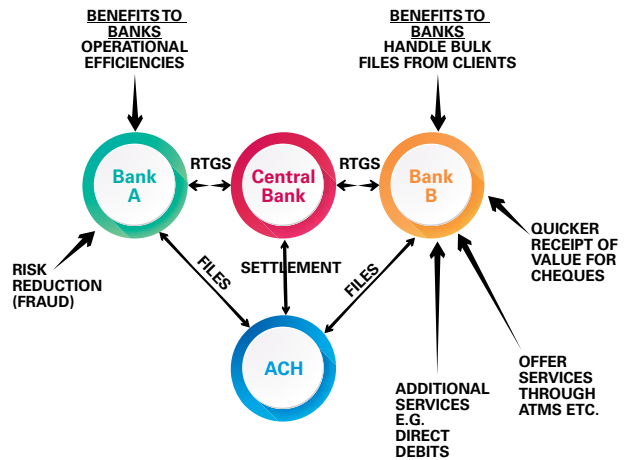 BENEFITS TO
BANKS
OPERATIONAL
EFFICIENCIES
BENEFITS TO
BANKS
HANDLE BULK
FILES FROM CLIENTS
Bank
A
RTGS
Central
Bank
RTGS
Bank
B
RISK
REDUCTION
(FRAUD)
FILES
SETTLEMENT
FILES
QUICKER
RECEIPT OF
VALUE FOR
CHEQUES
ACH
ADDITIONAL
SERVICES
E.G.
DIRECT
DEBITS
OFFER
SERVICES
THROUGH
ATMS ETC.